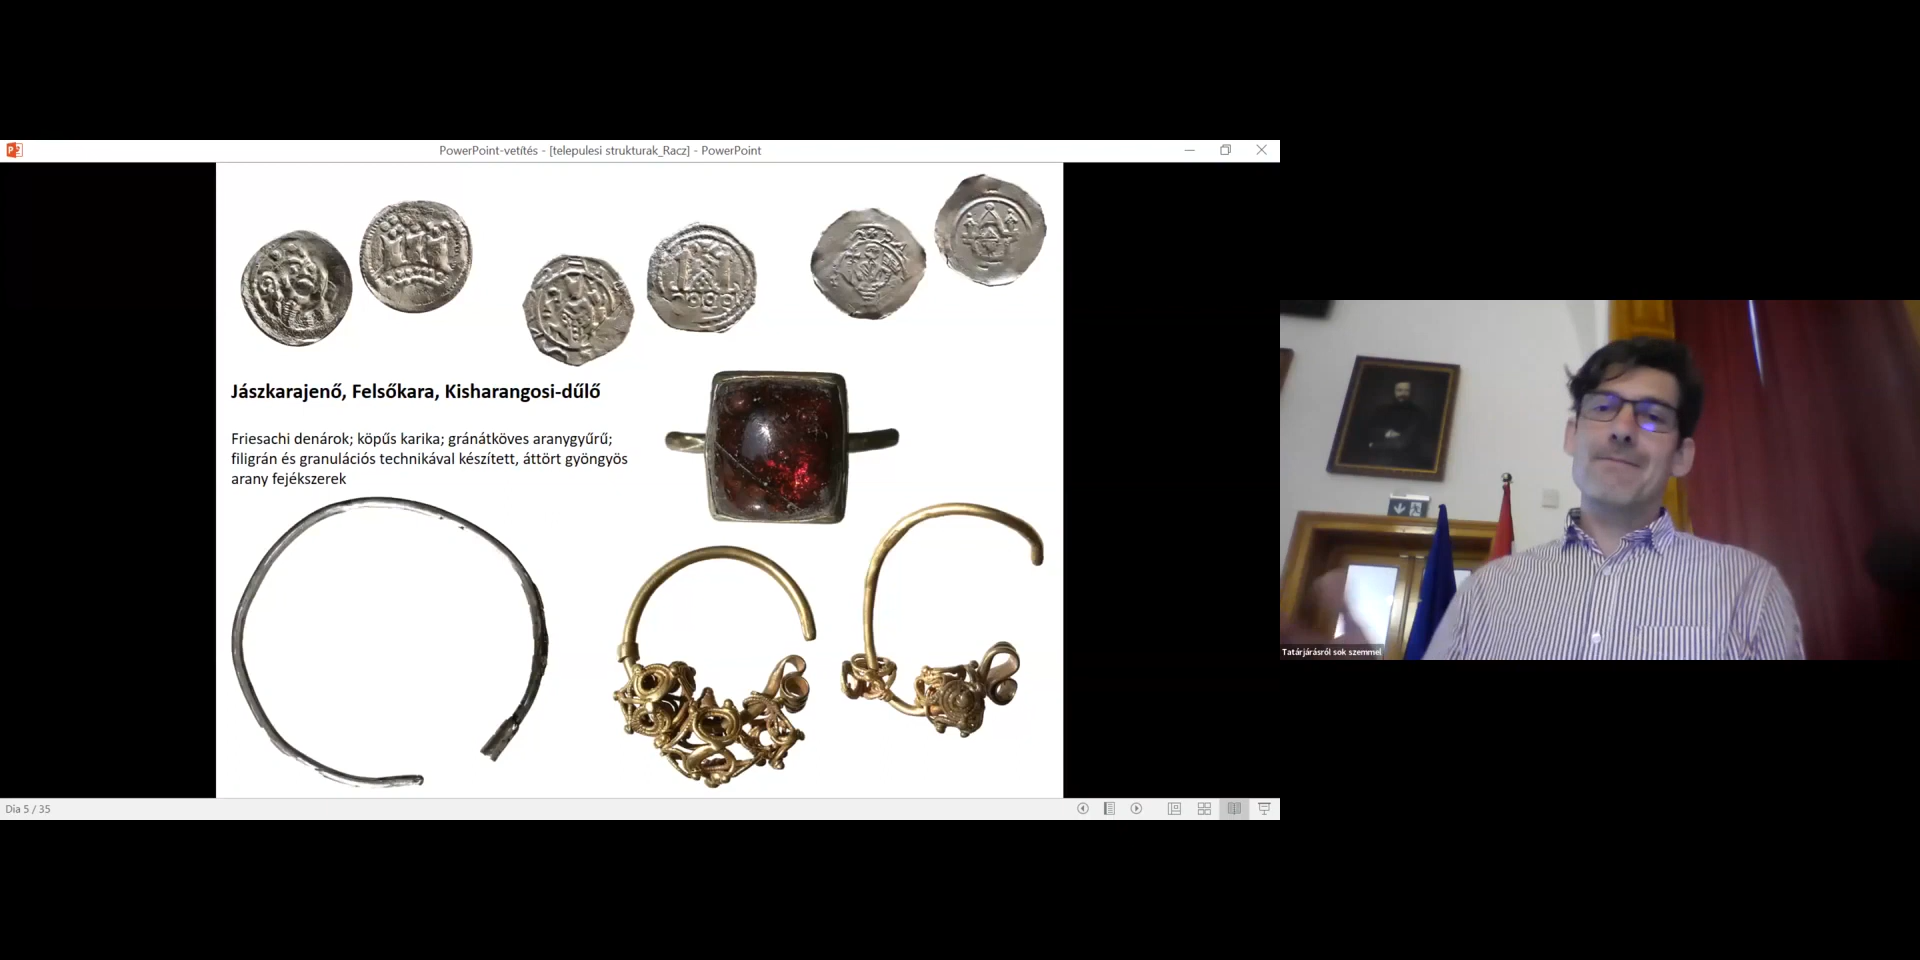 PowerPoint-vetítés - [telepulesi strukturak_Racz] - PowerPoint
Jászkarajenő, Felsőkara, Kisharangosi-dűlő
Friesachi denárok; köpűs karika; gránátköves aranygyűrű;
filigrán és granulációs technikával készített, áttört gyöngyös
arany fejékszerek
Tatárjárásról sok szemmel
Dia 5 / 35